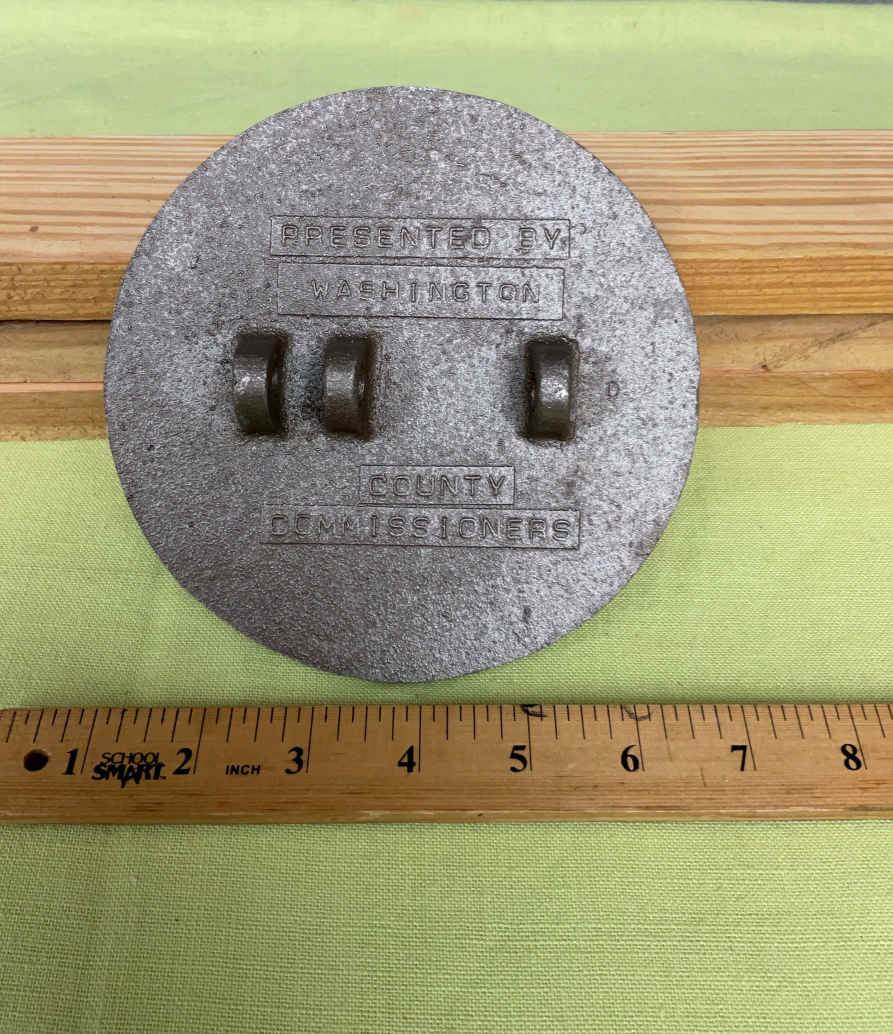 PRESENTED BY
WASHINGTON
COUNTY
COMMISSIONERS
1 SCHOOL SMART 2 INCH 3 4 5 6 7 8